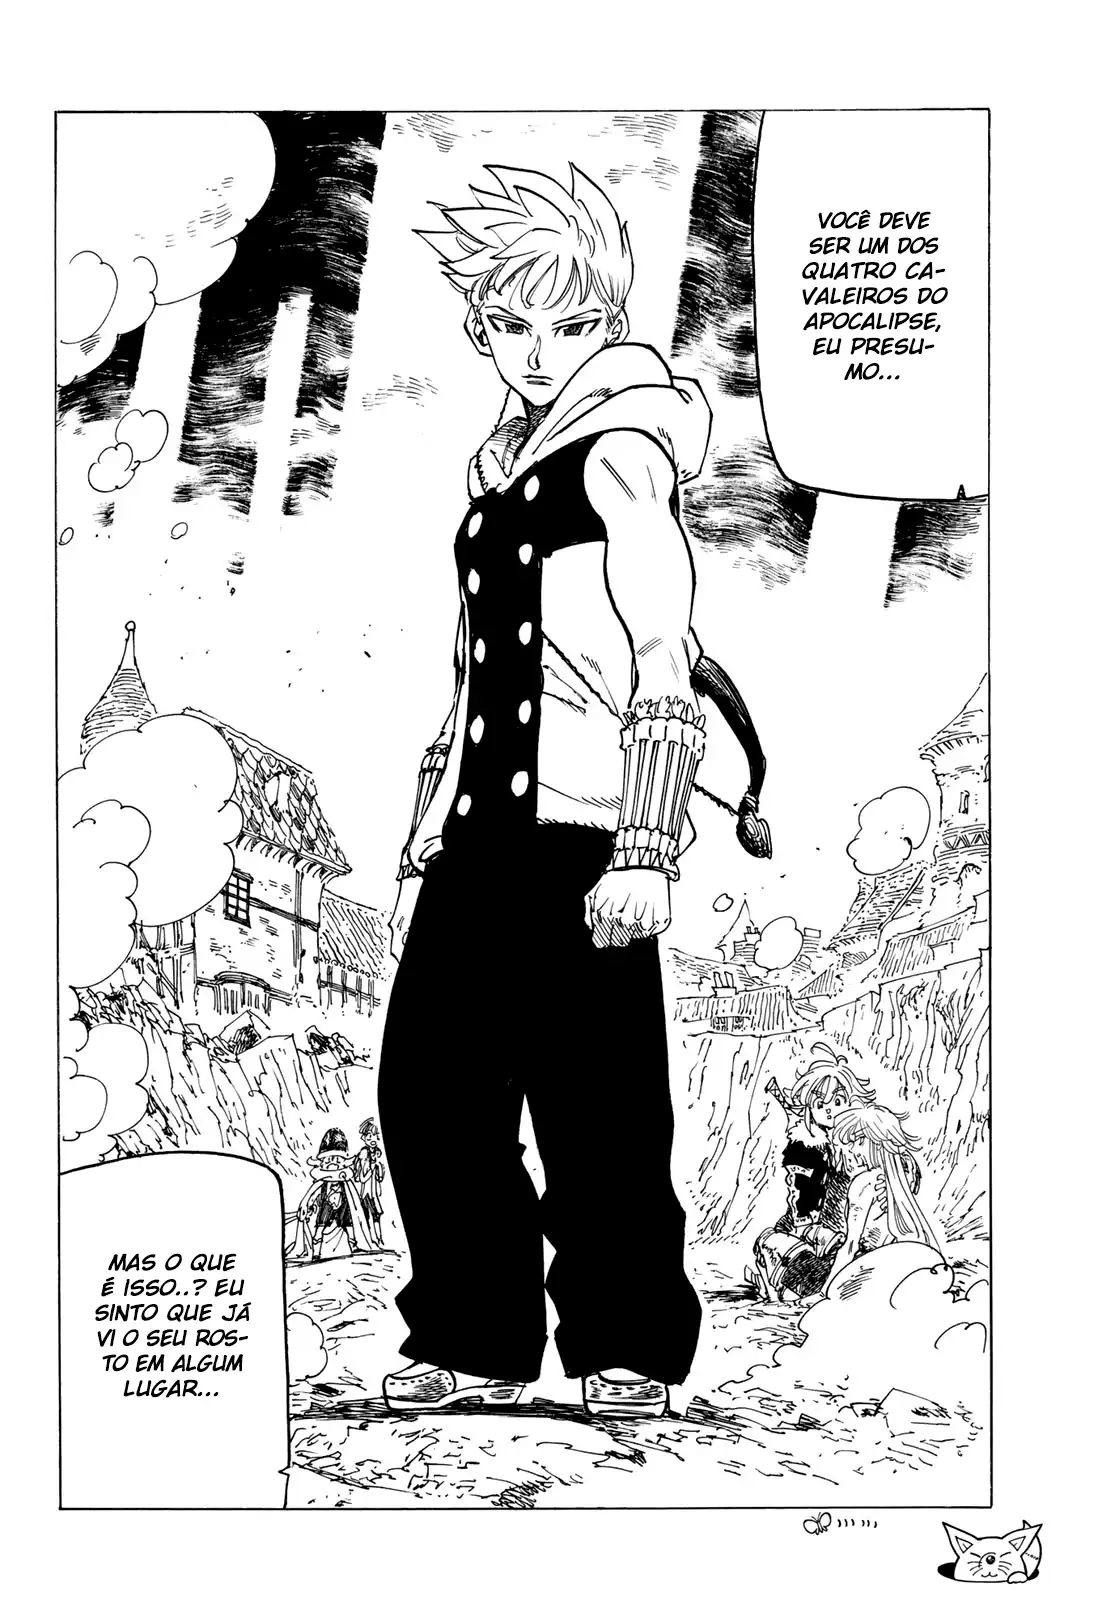 VOCÊ DEVE
SER UM DOS
QUATRO CA-
VALEIROS DO
APOCALIPSE,
EU PRESU-
MO...
MAS O QUE
É ISSO..? EU
SINTO QUE JÁ
VI O SEU ROS-
TO EM ALGUM
LUGAR...